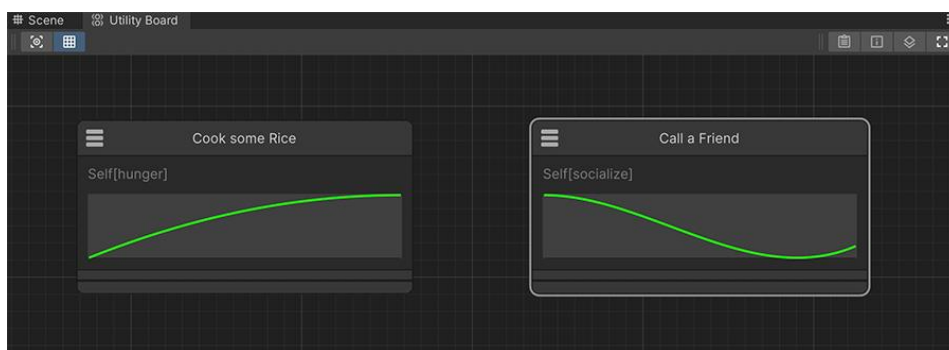 Scene
Utility Board
Cook some Rice
Self[hunger]
Call a Friend
Self[socialize]